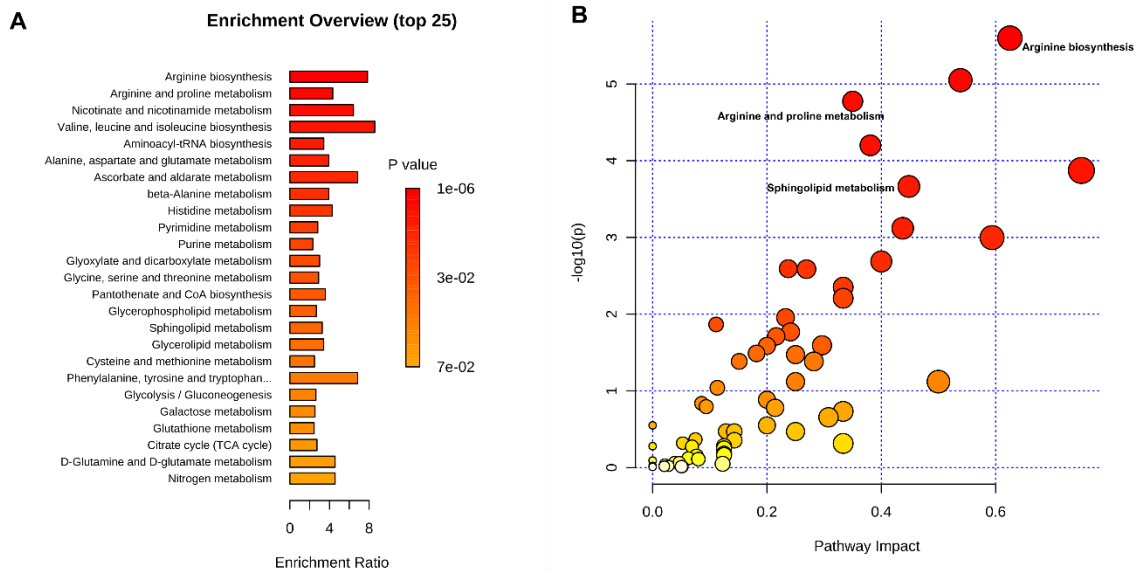 A
Enrichment Overview (top 25)
Arginine biosynthesis
Arginine and proline metabolism
Nicotinate and nicotinamide metabolism
Valine, leucine and isoleucine biosynthesis
Aminoacyl-tRNA biosynthesis
Alanine, aspartate and glutamate metabolism
Ascorbate and aldarate metabolism
beta-Alanine metabolism
Histidine metabolism
Pyrimidine metabolism
Purine metabolism
Glyoxylate and dicarboxylate metabolism
Glycine, serine and threonine metabolism
Pantothenate and CoA biosynthesis
Glycerophospholipid metabolism
Sphingolipid metabolism
Glycerolipid metabolism
Cysteine and methionine metabolism
Phenylalanine, tyrosine and tryptophan...
Glycolysis / Gluconeogenesis
Galactose metabolism
Glutathione metabolism
Citrate cycle (TCA cycle)
D-Glutamine and D-glutamate metabolism
Nitrogen metabolism
0 4 8
Enrichment Ratio
P value
1e-06
3e-02
7e-02
B
Arginine biosynthesis
Arginine and proline metabolism
Sphingolipid metabolism
-log10(p)
5
4
3
2
1
0
0.0 0.2 0.4 0.6
Pathway Impact